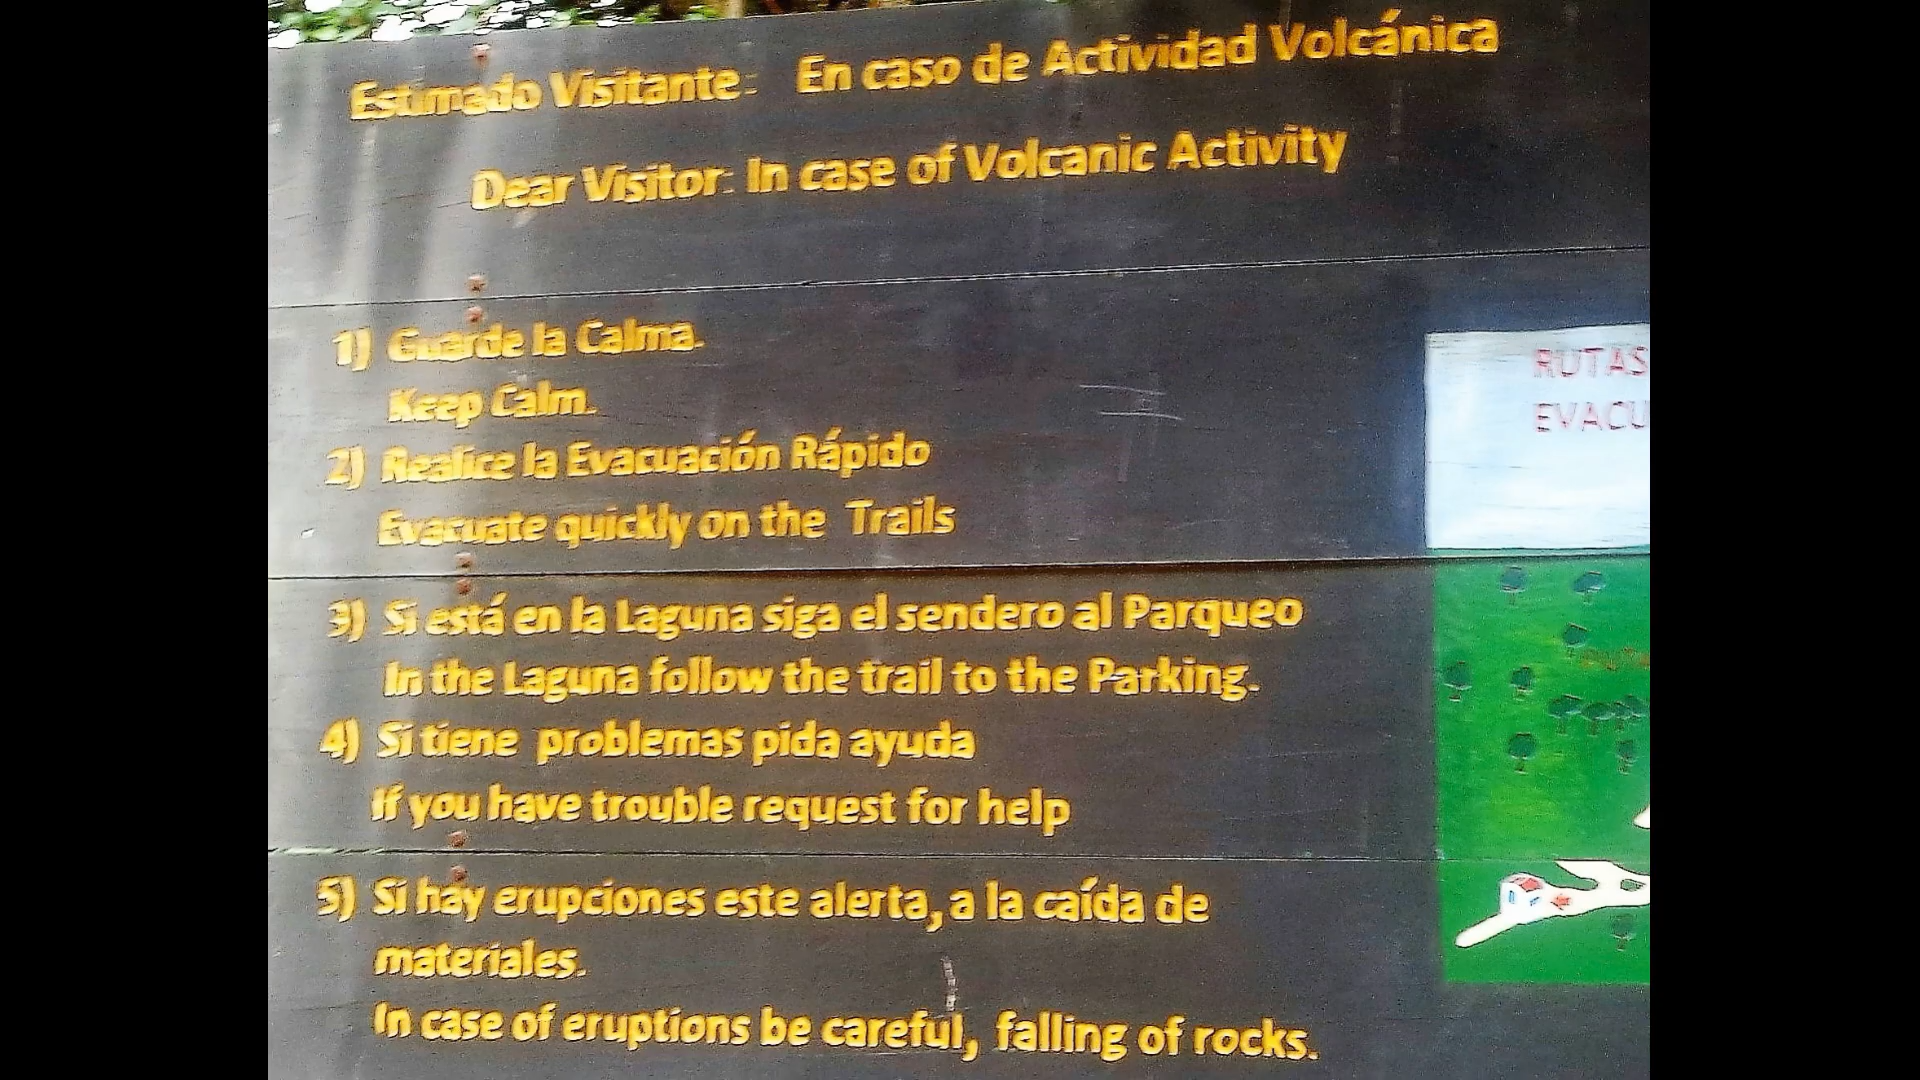 Estimado Visitante: En caso de Actividad Volcánica
Dear Visitor: In case of Volcanic Activity
1) Guarde la Calma.
Keep Calm.
2) Realice la Evacuación Rápido
Evacuate quickly on the Trails
3) Si está en la Laguna siga el sendero al Parqueo
In the Laguna follow the trail to the Parking.
4) Si tiene problemas pida ayuda
If you have trouble request for help
5) Si hay erupciones este alerta, a la caída de
materiales.
In case of eruptions be careful, falling of rocks.
RUTAS
EVACU